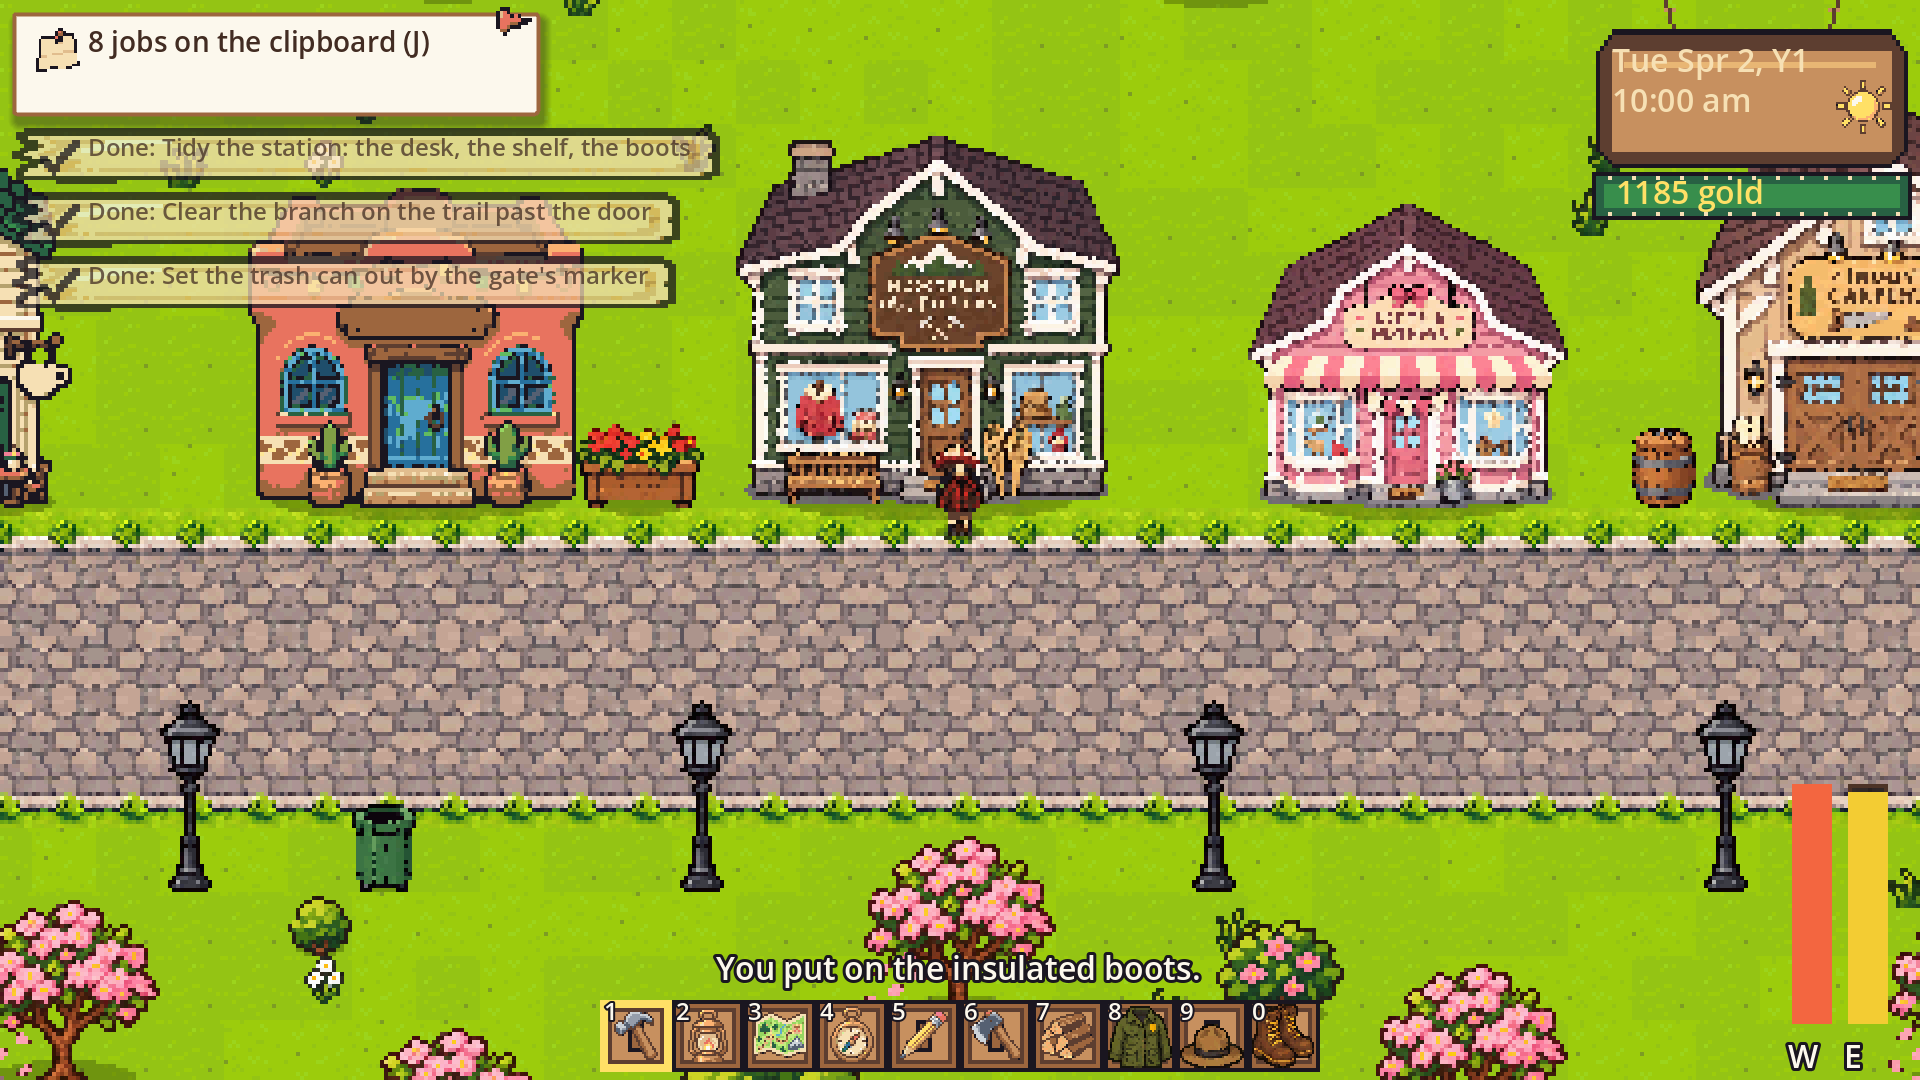 8 jobs on the clipboard (J)
Done: Tidy the station: the desk, the shelf, the boots
Done: Clear the branch on the trail past the door
Done: Set the trash can out by the gate's marker
Tue Spr 2, Y1
10:00 am
1185 gold
You put on the insulated boots.
1 2 3 4 5 6 7 8 9 0
W E